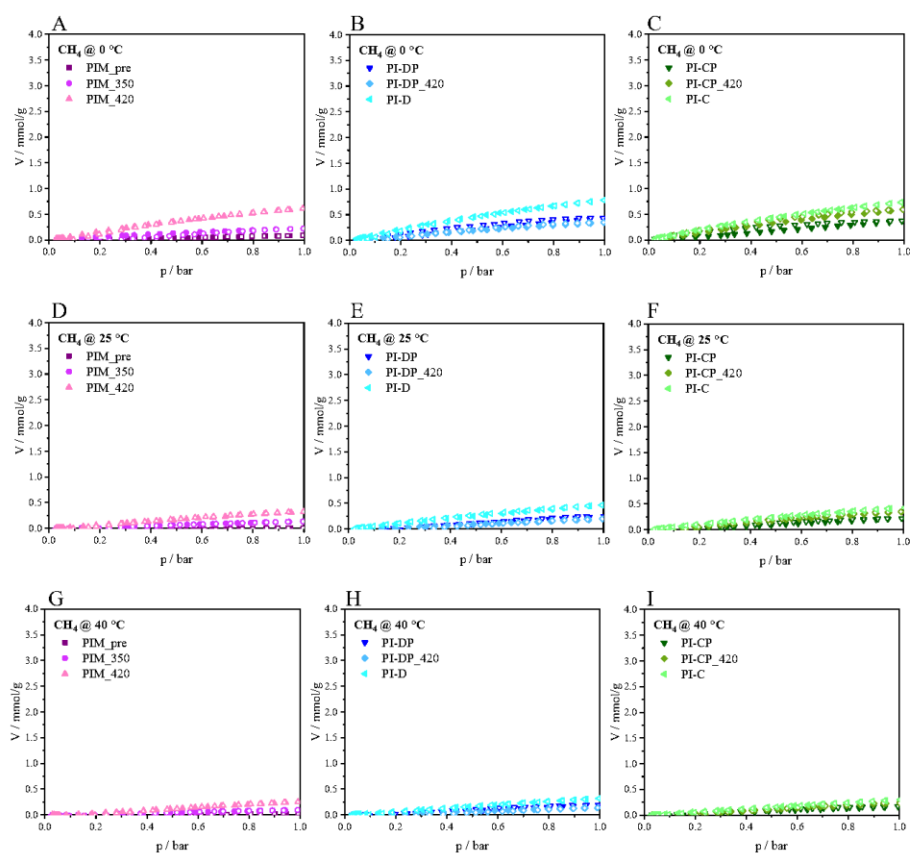 A
CH₄ @ 0 °C
PIM_pre
PIM_350
PIM_420
V / mmol/g
4.0
3.5
3.0
2.5
2.0
1.5
1.0
0.5
0.0
0.0 0.2 0.4 0.6 0.8 1.0
p / bar
B
CH₄ @ 0 °C
PI-DP
PI-DP_420
PI-D
V / mmol/g
4.0
3.5
3.0
2.5
2.0
1.5
1.0
0.5
0.0
0.0 0.2 0.4 0.6 0.8 1.0
p / bar
C
CH₄ @ 0 °C
PI-CP
PI-CP_420
PI-C
V / mmol/g
4.0
3.5
3.0
2.5
2.0
1.5
1.0
0.5
0.0
0.0 0.2 0.4 0.6 0.8 1.0
p / bar
D
CH₄ @ 25 °C
PIM_pre
PIM_350
PIM_420
V / mmol/g
4.0
3.5
3.0
2.5
2.0
1.5
1.0
0.5
0.0
0.0 0.2 0.4 0.6 0.8 1.0
p / bar
E
CH₄ @ 25 °C
PI-DP
PI-DP_420
PI-D
V / mmol/g
4.0
3.5
3.0
2.5
2.0
1.5
1.0
0.5
0.0
0.0 0.2 0.4 0.6 0.8 1.0
p / bar
F
CH₄ @ 25 °C
PI-CP
PI-CP_420
PI-C
V / mmol/g
4.0
3.5
3.0
2.5
2.0
1.5
1.0
0.5
0.0
0.0 0.2 0.4 0.6 0.8 1.0
p / bar
G
CH₄ @ 40 °C
PIM_pre
PIM_350
PIM_420
V / mmol/g
4.0
3.5
3.0
2.5
2.0
1.5
1.0
0.5
0.0
0.0 0.2 0.4 0.6 0.8 1.0
p / bar
H
CH₄ @ 40 °C
PI-DP
PI-DP_420
PI-D
V / mmol/g
4.0
3.5
3.0
2.5
2.0
1.5
1.0
0.5
0.0
0.0 0.2 0.4 0.6 0.8 1.0
p / bar
I
CH₄ @ 40 °C
PI-CP
PI-CP_420
PI-C
V / mmol/g
4.0
3.5
3.0
2.5
2.0
1.5
1.0
0.5
0.0
0.0 0.2 0.4 0.6 0.8 1.0
p / bar